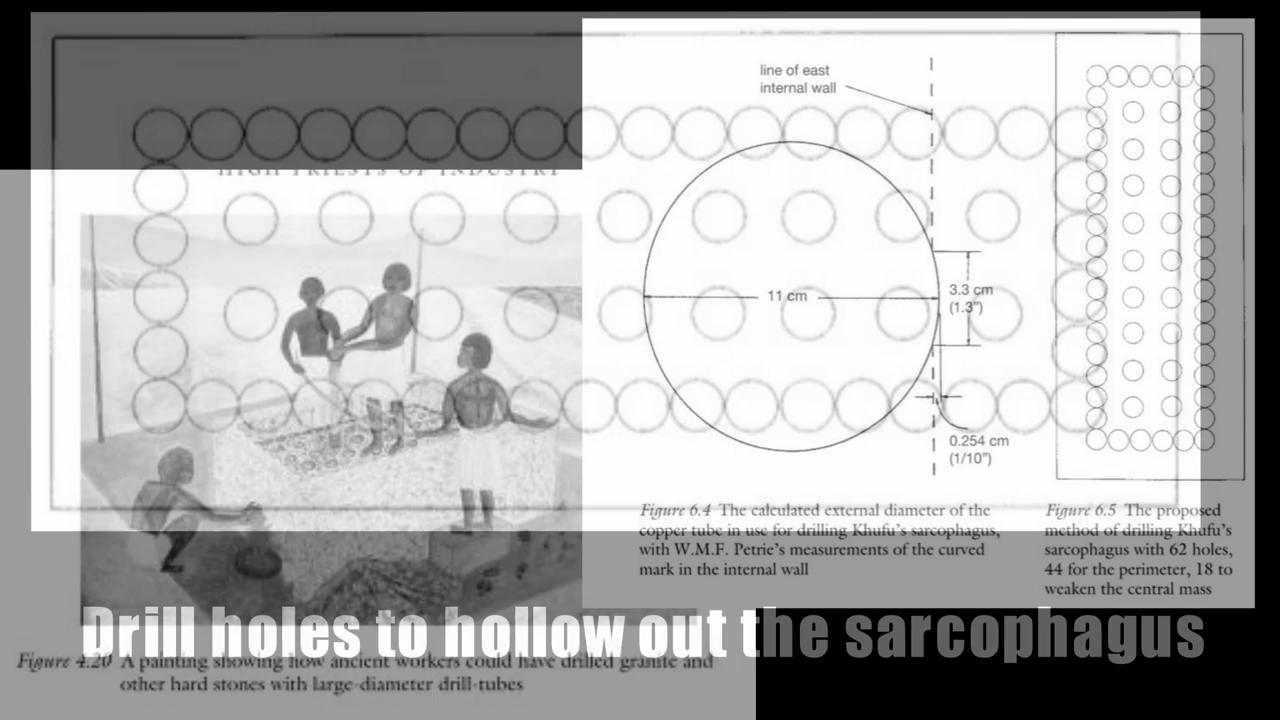 line of east
internal wall
HIGH PRIESTS OF INDUSTRY
11 cm
3.3 cm
(1.3")
0.254 cm
(1/10")
Figure 6.4 The calculated external diameter of the
copper tube in use for drilling Khufu's sarcophagus,
with W.M.F. Petrie's measurements of the curved
mark in the internal wall
Figure 6.5 The proposed
method of drilling Khufu's
sarcophagus with 62 holes,
44 for the perimeter, 18 to
weaken the central mass
Drill holes to hollow out the sarcophagus
Figure 4.20 A painting showing how ancient workers could have drilled granite and
other hard stones with large-diameter drill-tubes